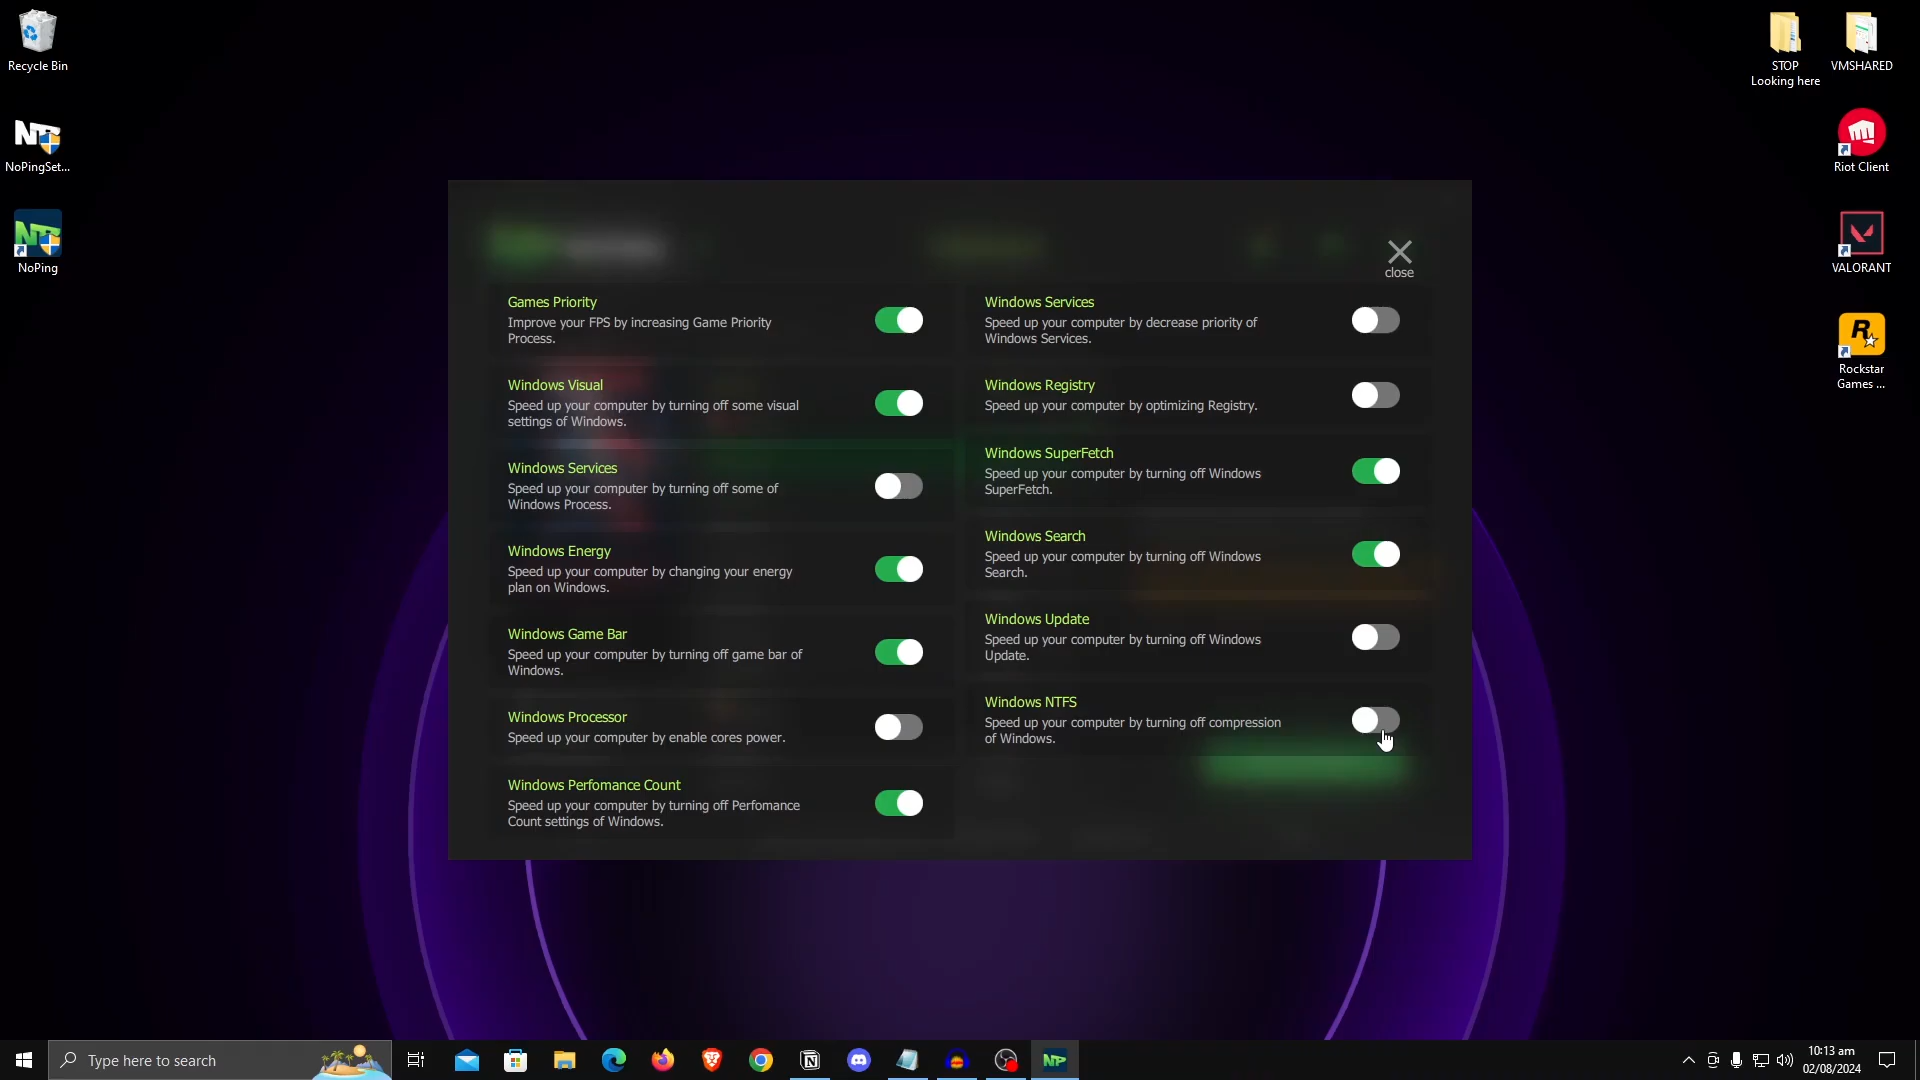 Recycle Bin
NoPingSet...
NoPing
STOP
Looking here
VMSHARED
Riot Client
VALORANT
Rockstar
Games ...
close
Games Priority
Improve your FPS by increasing Game Priority
Process.
Windows Visual
Speed up your computer by turning off some visual
settings of Windows.
Windows Services
Speed up your computer by turning off some of
Windows Process.
Windows Energy
Speed up your computer by changing your energy
plan on Windows.
Windows Game Bar
Speed up your computer by turning off game bar of
Windows.
Windows Processor
Speed up your computer by enable cores power.
Windows Perfomance Count
Speed up your computer by turning off Perfomance
Count settings of Windows.
Windows Services
Speed up your computer by decrease priority of
Windows Services.
Windows Registry
Speed up your computer by optimizing Registry.
Windows SuperFetch
Speed up your computer by turning off Windows
SuperFetch.
Windows Search
Speed up your computer by turning off Windows
Search.
Windows Update
Speed up your computer by turning off Windows
Update.
Windows NTFS
Speed up your computer by turning off compression
of Windows.
Type here to search
NP
10:13 am
02/08/2024